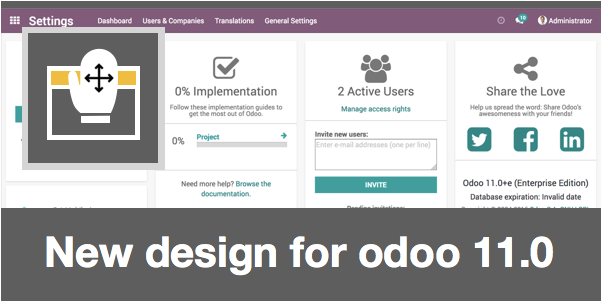 Settings Dashboard Users & Companies Translations General Settings 10 Administrator
0% Implementation
Follow these implementation guides to
get the most out of Odoo.
0% Project
Need more help? Browse the
documentation.
2 Active Users
Manage access rights
Invite new users:
Enter e-mail addresses (one per line)
INVITE
Share the Love
Help us spread the word: Share Odoo's
awesomeness with your friends!
Odoo 11.0+e (Enterprise Edition)
Database expiration: Invalid date
New design for odoo 11.0